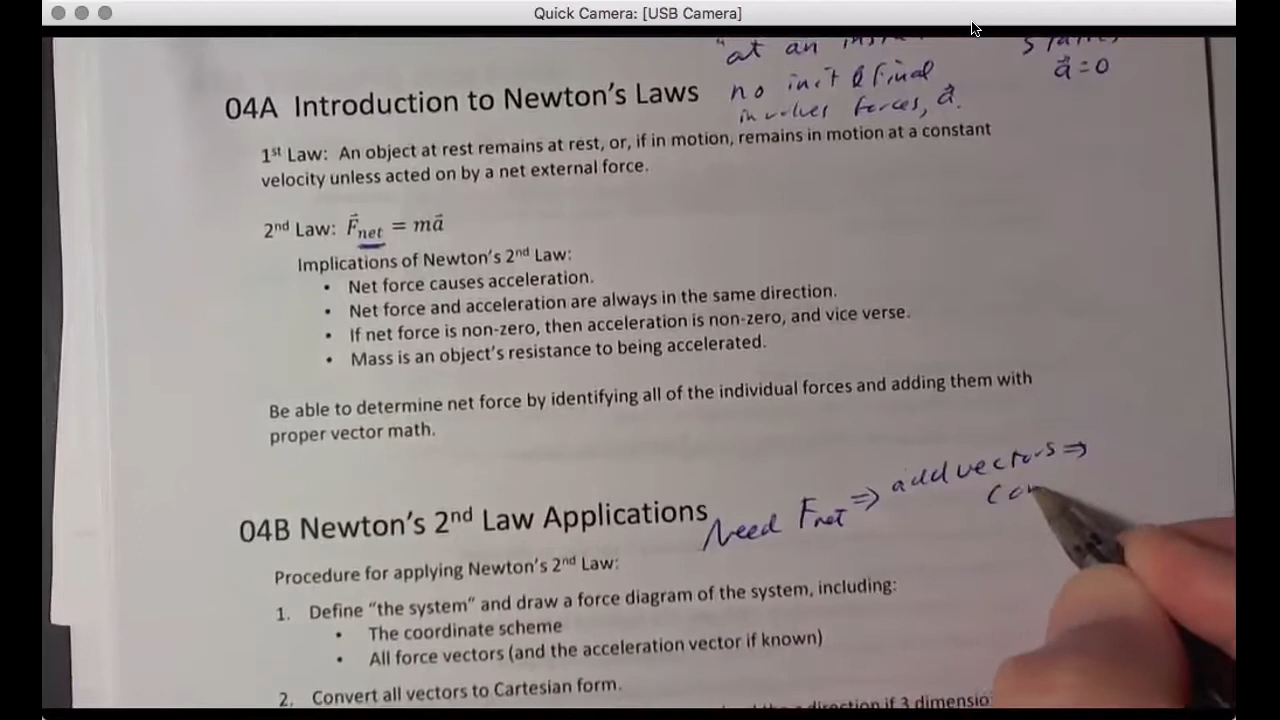 Quick Camera: [USB Camera]
"at an
a⃗=0
no init & final
involves forces, a⃗.
04A Introduction to Newton's Laws
1st Law: An object at rest remains at rest, or, if in motion, remains in motion at a constant
velocity unless acted on by a net external force.
2nd Law: F⃗net = ma⃗
Implications of Newton's 2nd Law:
• Net force causes acceleration.
• Net force and acceleration are always in the same direction.
• If net force is non-zero, then acceleration is non-zero, and vice verse.
• Mass is an object's resistance to being accelerated.
Be able to determine net force by identifying all of the individual forces and adding them with
proper vector math.
Need Fnet ⇒ add vectors ⇒
04B Newton's 2nd Law Applications
Procedure for applying Newton's 2nd Law:
1. Define "the system" and draw a force diagram of the system, including:
• The coordinate scheme
• All force vectors (and the acceleration vector if known)
2. Convert all vectors to Cartesian form.
direction if 3